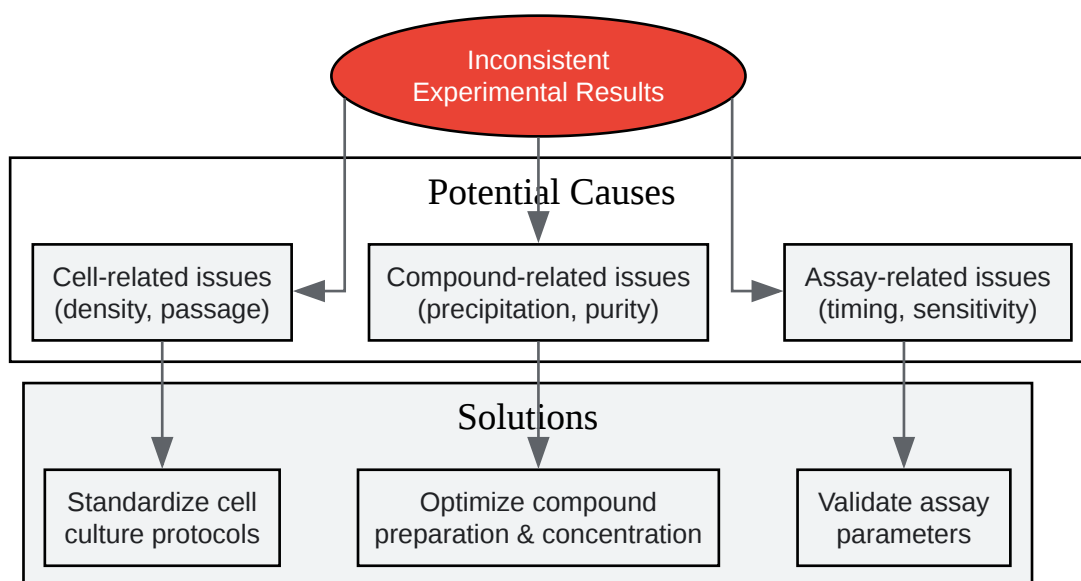 Inconsistent
Experimental Results
Potential Causes
Cell-related issues
(density, passage)
Compound-related issues
(precipitation, purity)
Assay-related issues
(timing, sensitivity)
Solutions
Standardize cell
culture protocols
Optimize compound
preparation & concentration
Validate assay
parameters